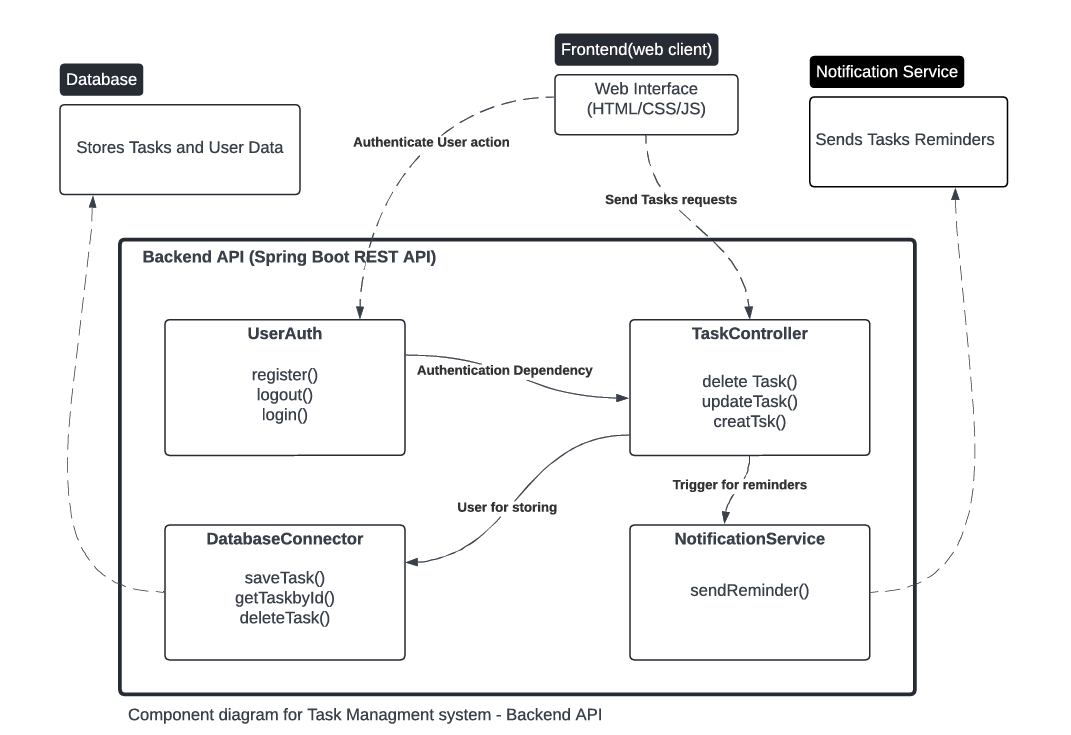 Frontend(web client)
Database
Notification Service
Web Interface
(HTML/CSS/JS)
Stores Tasks and User Data
Authenticate User action
Sends Tasks Reminders
Send Tasks requests
Backend API (Spring Boot REST API)
UserAuth
register()
logout()
login()
Authentication Dependency
TaskController
delete Task()
updateTask()
creatTsk()
User for storing
Trigger for reminders
DatabaseConnector
saveTask()
getTaskbyId()
deleteTask()
NotificationService
sendReminder()
Component diagram for Task Managment system - Backend API